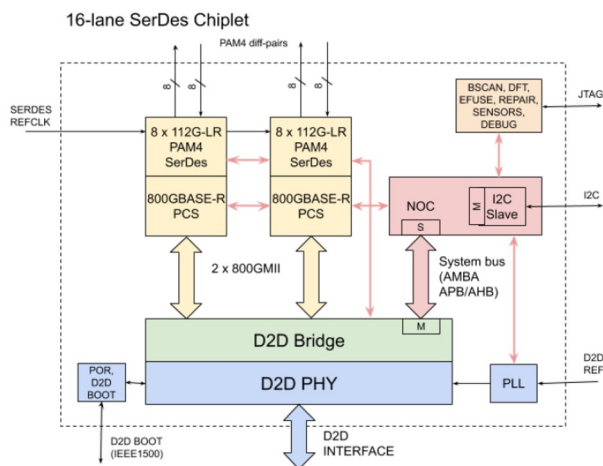 16-lane SerDes Chiplet
PAM4 diff-pairs
8
8
8
8
SERDES
REFCLK
8 x 112G-LR
PAM4
SerDes
8 x 112G-LR
PAM4
SerDes
BSCAN, DFT,
EFUSE, REPAIR,
SENSORS,
DEBUG
JTAG
800GBASE-R
PCS
800GBASE-R
PCS
NOC
M
I2C
Slave
I2C
S
2 x 800GMII
System bus
(AMBA
APB/AHB)
M
D2D Bridge
POR,
D2D
BOOT
D2D PHY
PLL
D2D
REF
D2D BOOT
(IEEE1500)
D2D
INTERFACE